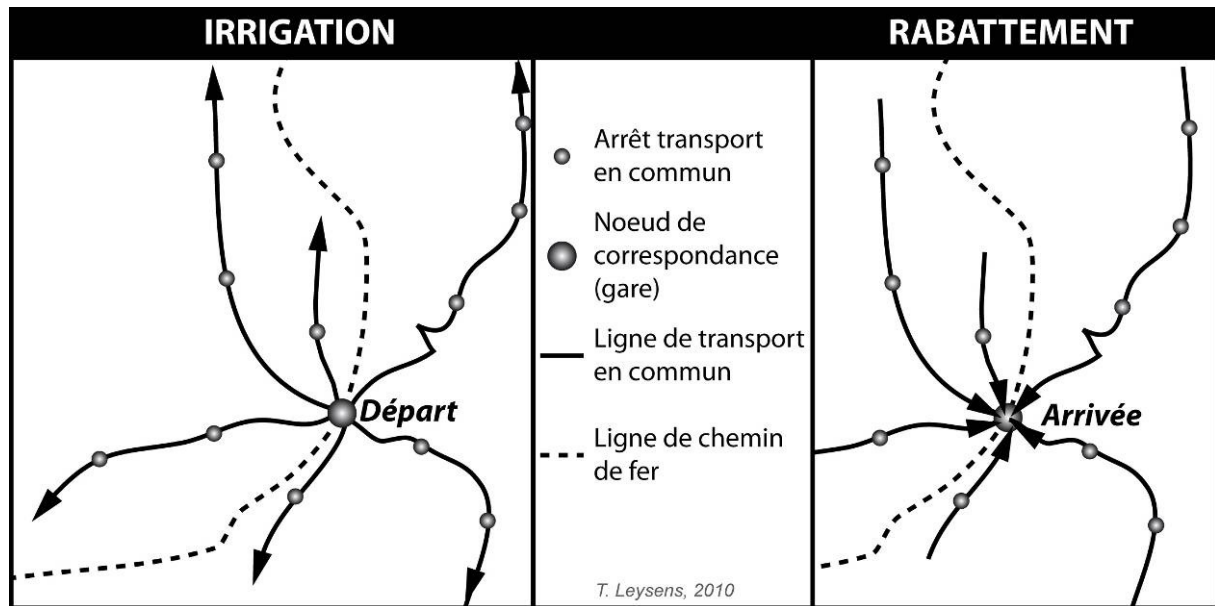 IRRIGATION
RABATTEMENT
Départ
Arrêt transport
en commun
Noeud de
correspondance
(gare)
Ligne de transport
en commun
Ligne de chemin
de fer
T. Leysens, 2010
Arrivée